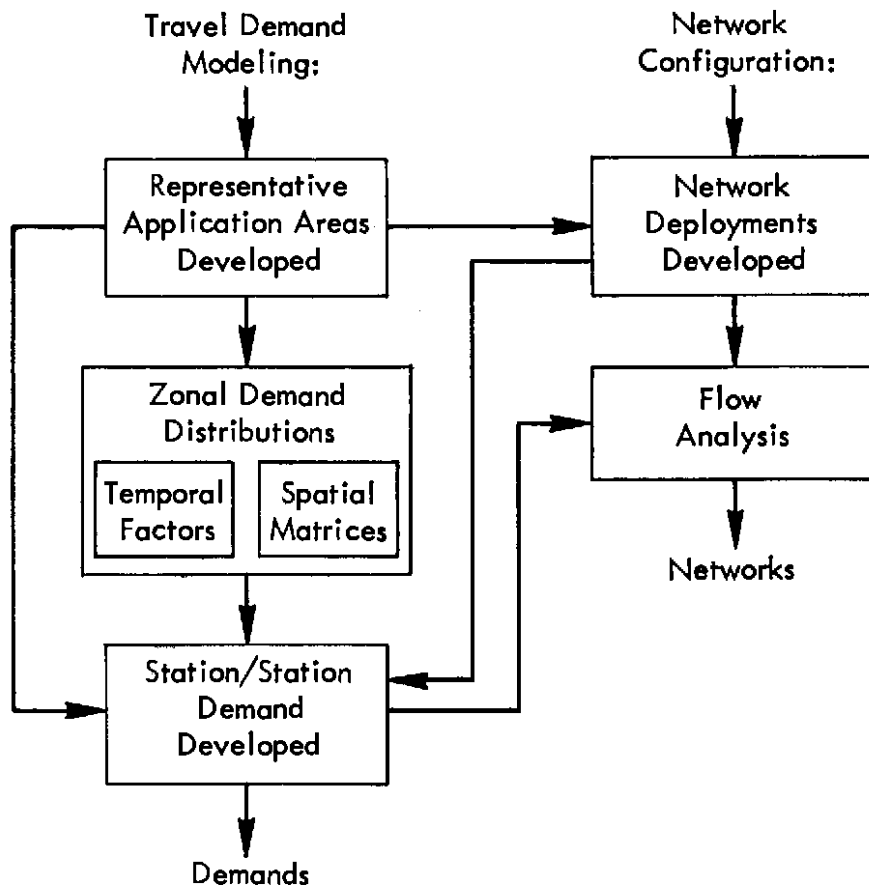 Travel Demand
Modeling:
Network
Configuration:
Representative
Application Areas
Developed
Network
Deployments
Developed
Zonal Demand
Distributions
Temporal
Factors
Spatial
Matrices
Flow
Analysis
Networks
Station/Station
Demand
Developed
Demands